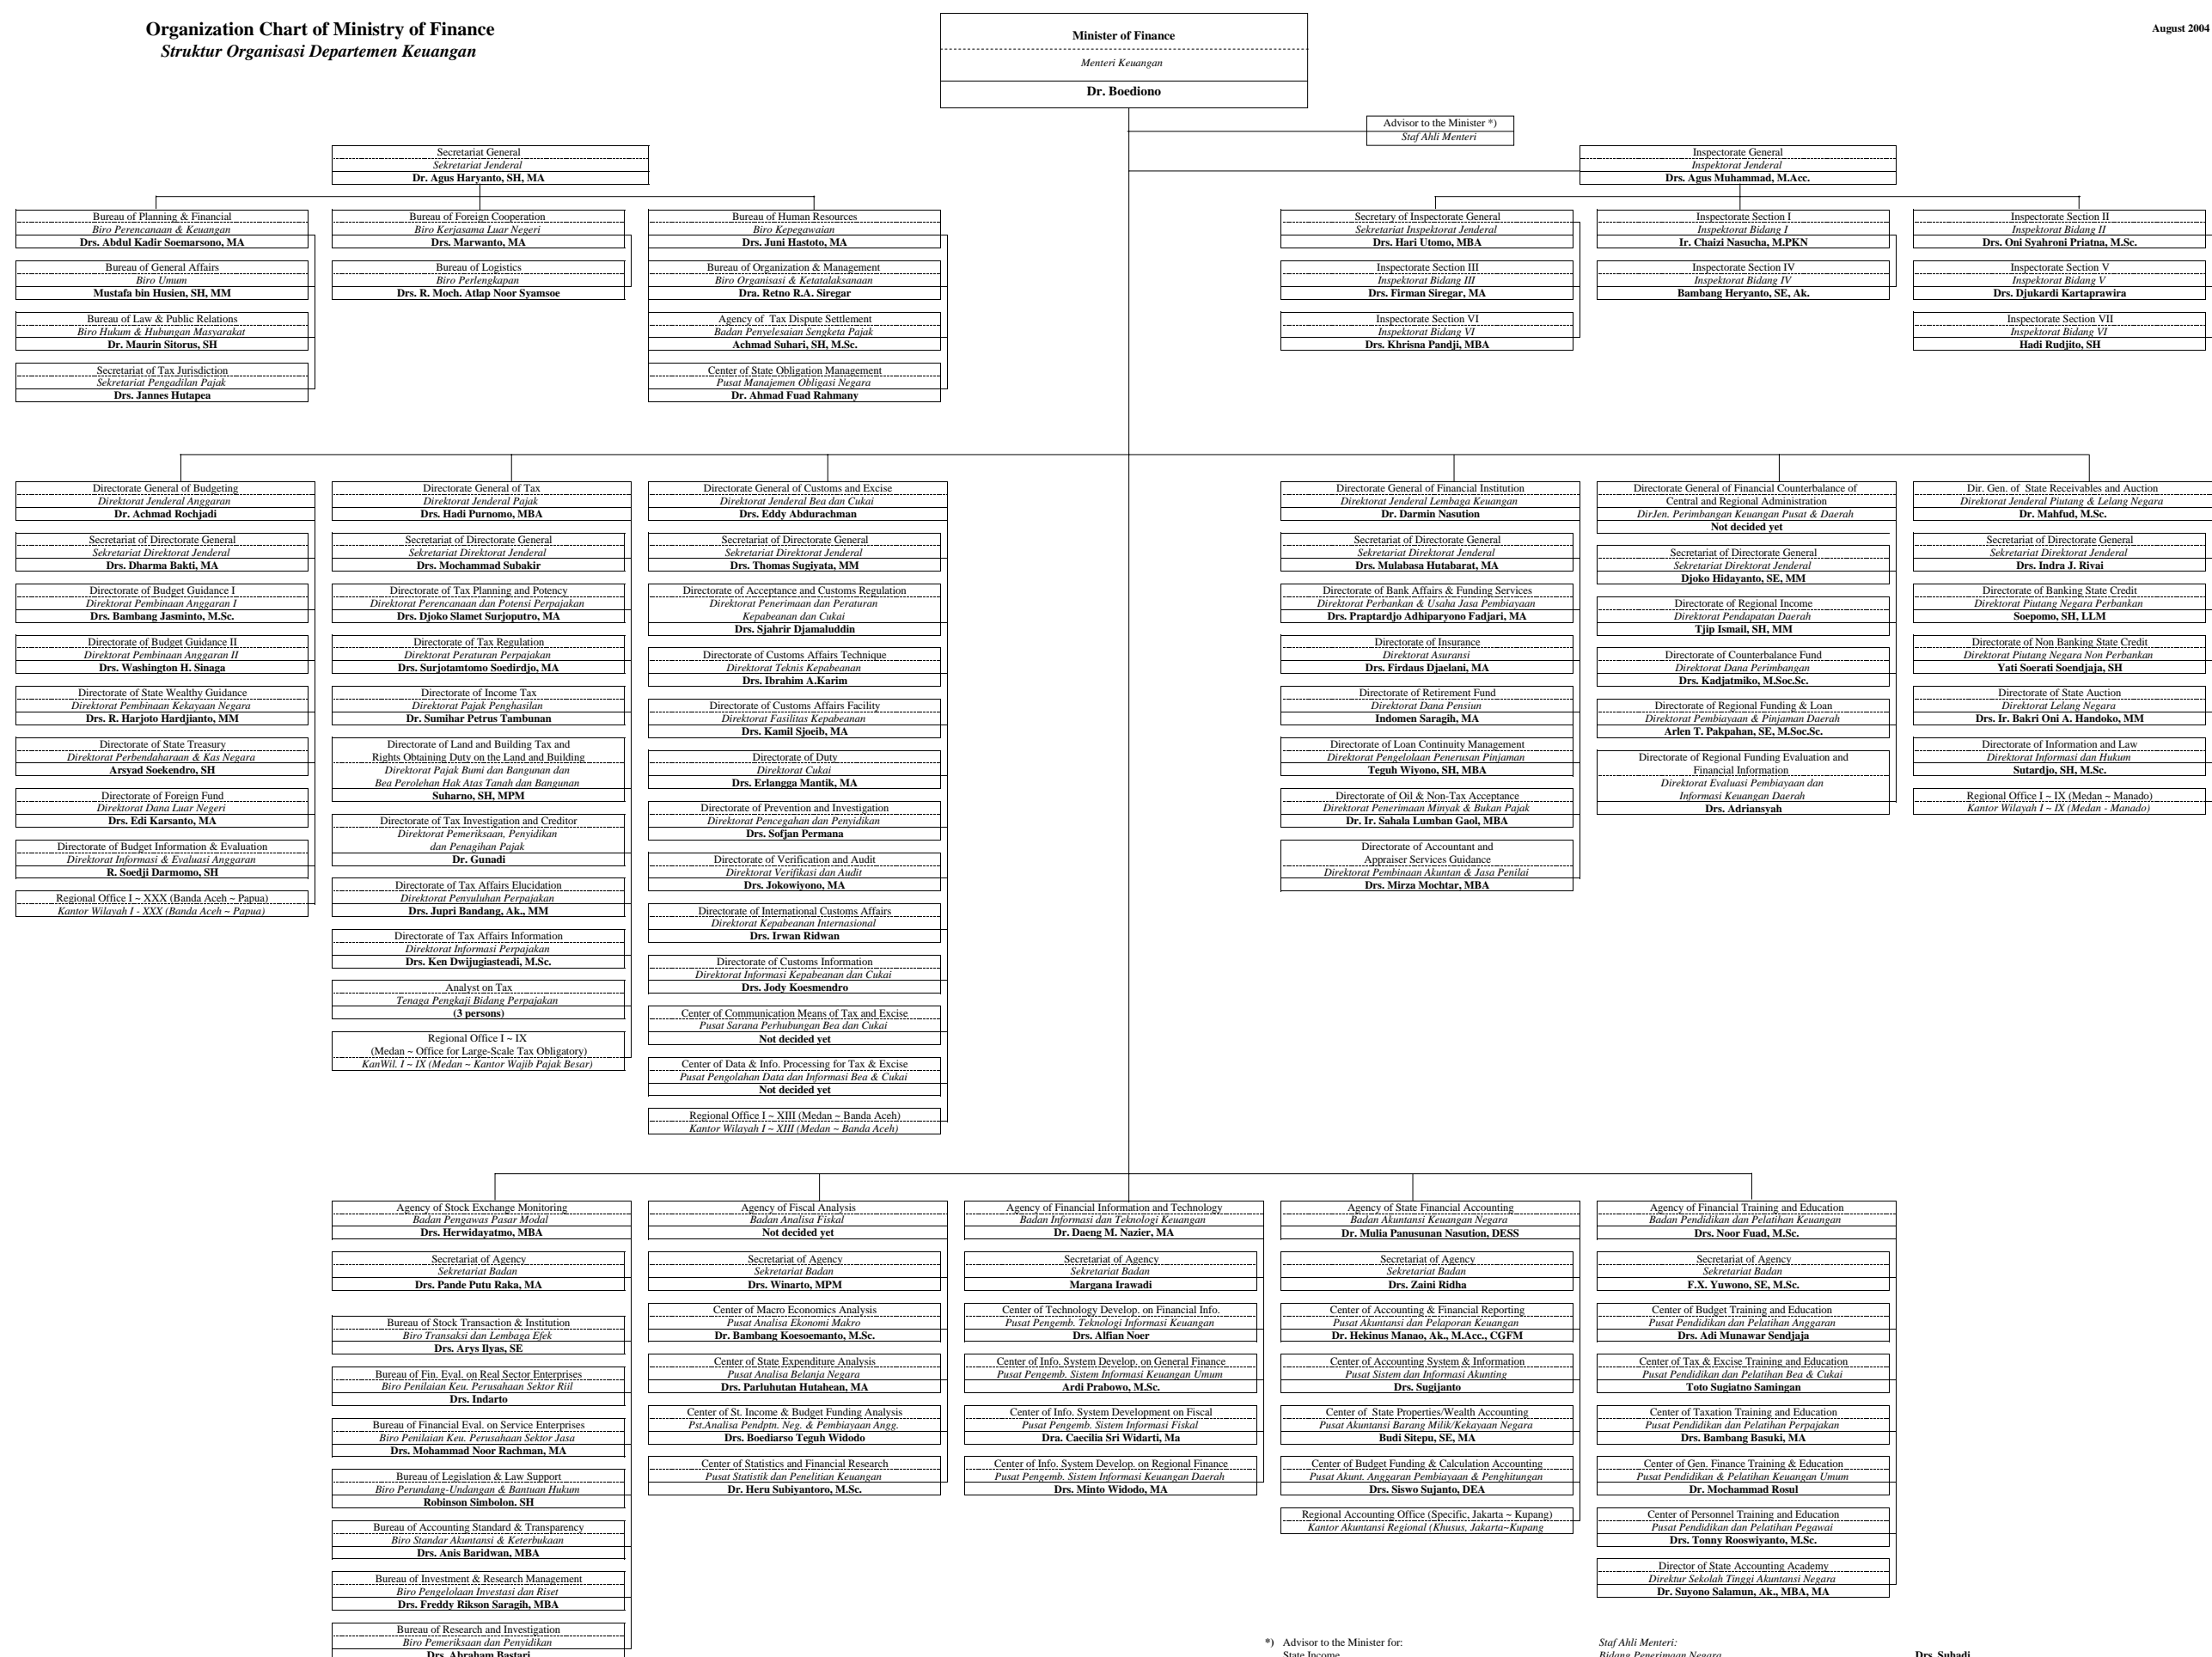 Organization Chart of Ministry of Finance
Struktur Organisasi Departemen Keuangan
August 2004
Minister of Finance
Menteri Keuangan
Dr. Boediono
Advisor to the Minister *)
Staf Ahli Menteri
Secretariat General
Sekretariat Jenderal
Dr. Agus Haryanto, SH, MA
Inspectorate General
Inspektorat Jenderal
Drs. Agus Muhammad, M.Acc.
Bureau of Planning & Financial
Biro Perencanaan & Keuangan
Drs. Abdul Kadir Soemarsono, MA
Bureau of General Affairs
Biro Umum
Mustafa bin Husien, SH, MM
Bureau of Law & Public Relations
Biro Hukum & Hubungan Masyarakat
Dr. Maurin Sitorus, SH
Secretariat of Tax Jurisdiction
Sekretariat Pengadilan Pajak
Drs. Jannes Hutapea
Bureau of Foreign Cooperation
Biro Kerjasama Luar Negeri
Drs. Marwanto, MA
Bureau of Logistics
Biro Perlengkapan
Drs. R. Moch. Atlap Noor Syamsoe
Bureau of Human Resources
Biro Kepegawaian
Drs. Juni Hastoto, MA
Bureau of Organization & Management
Biro Organisasi & Ketatalaksanaan
Dra. Retno R.A. Siregar
Agency of Tax Dispute Settlement
Badan Penyelesaian Sengketa Pajak
Achmad Suhari, SH, M.Sc.
Center of State Obligation Management
Pusat Manajemen Obligasi Negara
Dr. Ahmad Fuad Rahmany
Secretary of Inspectorate General
Sekretariat Inspektorat Jenderal
Drs. Hari Utomo, MBA
Inspectorate Section III
Inspektorat Bidang III
Drs. Firman Siregar, MA
Inspectorate Section VI
Inspektorat Bidang VI
Drs. Khrisna Pandji, MBA
Inspectorate Section I
Inspektorat Bidang I
Ir. Chaizi Nasucha, M.PKN
Inspectorate Section IV
Inspektorat Bidang IV
Bambang Heryanto, SE, Ak.
Inspectorate Section II
Inspektorat Bidang II
Drs. Oni Syahroni Priatna, M.Sc.
Inspectorate Section V
Inspektorat Bidang V
Drs. Djukardi Kartaprawira
Inspectorate Section VII
Inspektorat Bidang VI
Hadi Rudjito, SH
Directorate General of Budgeting
Direktorat Jenderal Anggaran
Dr. Achmad Rochjadi
Secretariat of Directorate General
Sekretariat Direktorat Jenderal
Drs. Dharma Bakti, MA
Directorate of Budget Guidance I
Direktorat Pembinaan Anggaran I
Drs. Bambang Jasminto, M.Sc.
Directorate of Budget Guidance II
Direktorat Pembinaan Anggaran II
Drs. Washington H. Sinaga
Directorate of State Wealthy Guidance
Direktorat Pembinaan Kekayaan Negara
Drs. R. Harjoto Hardjianto, MM
Directorate of State Treasury
Direktorat Perbendaharaan & Kas Negara
Arsyad Soekendro, SH
Directorate of Foreign Fund
Direktorat Dana Luar Negeri
Drs. Edi Karsanto, MA
Directorate of Budget Information & Evaluation
Direktorat Informasi & Evaluasi Anggaran
R. Soedji Darmomo, SH
Regional Office I ~ XXX (Banda Aceh ~ Papua)
Kantor Wilayah I - XXX (Banda Aceh ~ Papua)
Directorate General of Tax
Direktorat Jenderal Pajak
Drs. Hadi Purnomo, MBA
Secretariat of Directorate General
Sekretariat Direktorat Jenderal
Drs. Mochammad Subakir
Directorate of Tax Planning and Potency
Direktorat Perencanaan dan Potensi Perpajakan
Drs. Djoko Slamet Surjoputro, MA
Directorate of Tax Regulation
Direktorat Peraturan Perpajakan
Drs. Surjotamtomo Soedirdjo, MA
Directorate of Income Tax
Direktorat Pajak Penghasilan
Dr. Sumihar Petrus Tambunan
Directorate of Land and Building Tax and
Rights Obtaining Duty on the Land and Building
Direktorat Pajak Bumi dan Bangunan dan
Bea Perolehan Hak Atas Tanah dan Bangunan
Suharno, SH, MPM
Directorate of Tax Investigation and Creditor
Direktorat Pemeriksaan, Penyidikan
dan Penagihan Pajak
Dr. Gunadi
Directorate of Tax Affairs Elucidation
Direktorat Penyuluhan Perpajakan
Drs. Jupri Bandang, Ak., MM
Directorate of Tax Affairs Information
Direktorat Informasi Perpajakan
Drs. Ken Dwijugiasteadi, M.Sc.
Analyst on Tax
Tenaga Pengkaji Bidang Perpajakan
(3 persons)
Regional Office I ~ IX
(Medan ~ Office for Large-Scale Tax Obligatory)
KanWil. I ~ IX (Medan ~ Kantor Wajib Pajak Besar)
Directorate General of Customs and Excise
Direktorat Jenderal Bea dan Cukai
Drs. Eddy Abdurachman
Secretariat of Directorate General
Sekretariat Direktorat Jenderal
Drs. Thomas Sugiyata, MM
Directorate of Acceptance and Customs Regulation
Direktorat Penerimaan dan Peraturan
Kepabeanan dan Cukai
Drs. Sjahrir Djamaluddin
Directorate of Customs Affairs Technique
Direktorat Teknis Kepabeanan
Drs. Ibrahim A.Karim
Directorate of Customs Affairs Facility
Direktorat Fasilitas Kepabeanan
Drs. Kamil Sjoeib, MA
Directorate of Duty
Direktorat Cukai
Drs. Erlangga Mantik, MA
Directorate of Prevention and Investigation
Direktorat Pencegahan dan Penyidikan
Drs. Sofjan Permana
Directorate of Verification and Audit
Direktorat Verifikasi dan Audit
Drs. Jokowiyono, MA
Directorate of International Customs Affairs
Direktorat Kepabeanan Internasional
Drs. Irwan Ridwan
Directorate of Customs Information
Direktorat Informasi Kepabeanan dan Cukai
Drs. Jody Koesmendro
Center of Communication Means of Tax and Excise
Pusat Sarana Perhubungan Bea dan Cukai
Not decided yet
Center of Data & Info. Processing for Tax & Excise
Pusat Pengolahan Data dan Informasi Bea & Cukai
Not decided yet
Regional Office I ~ XIII (Medan ~ Banda Aceh)
Kantor Wilayah I ~ XIII (Medan ~ Banda Aceh)
Directorate General of Financial Institution
Direktorat Jenderal Lembaga Keuangan
Dr. Darmin Nasution
Secretariat of Directorate General
Sekretariat Direktorat Jenderal
Drs. Mulabasa Hutabarat, MA
Directorate of Bank Affairs & Funding Services
Direktorat Perbankan & Usaha Jasa Pembiayaan
Drs. Praptardjo Adhiparyono Fadjari, MA
Directorate of Insurance
Direktorat Asuransi
Drs. Firdaus Djaelani, MA
Directorate of Retirement Fund
Direktorat Dana Pensiun
Indomen Saragih, MA
Directorate of Loan Continuity Management
Direktorat Pengelolaan Penerusan Pinjaman
Teguh Wiyono, SH, MBA
Directorate of Oil & Non-Tax Acceptance
Direktorat Penerimaan Minyak & Bukan Pajak
Dr. Ir. Sahala Lumban Gaol, MBA
Directorate of Accountant and
Appraiser Services Guidance
Direktorat Pembinaan Akuntan & Jasa Penilai
Drs. Mirza Mochtar, MBA
Directorate General of Financial Counterbalance of
Central and Regional Administration
DirJen. Perimbangan Keuangan Pusat & Daerah
Not decided yet
Secretariat of Directorate General
Sekretariat Direktorat Jenderal
Djoko Hidayanto, SE, MM
Directorate of Regional Income
Direktorat Pendapatan Daerah
Tjip Ismail, SH, MM
Directorate of Counterbalance Fund
Direktorat Dana Perimbangan
Drs. Kadjatmiko, M.Soc.Sc.
Directorate of Regional Funding & Loan
Direktorat Pembiayaan & Pinjaman Daerah
Arlen T. Pakpahan, SE, M.Soc.Sc.
Directorate of Regional Funding Evaluation and
Financial Information
Direktorat Evaluasi Pembiayaan dan
Informasi Keuangan Daerah
Drs. Adriansyah
Dir. Gen. of State Receivables and Auction
Direktorat Jenderal Piutang & Lelang Negara
Dr. Mahfud, M.Sc.
Secretariat of Directorate General
Sekretariat Direktorat Jenderal
Drs. Indra J. Rivai
Directorate of Banking State Credit
Direktorat Piutang Negara Perbankan
Soepomo, SH, LLM
Directorate of Non Banking State Credit
Direktorat Piutang Negara Non Perbankan
Yati Soerati Soendjaja, SH
Directorate of State Auction
Direktorat Lelang Negara
Drs. Ir. Bakri Oni A. Handoko, MM
Directorate of Information and Law
Direktorat Informasi dan Hukum
Sutardjo, SH, M.Sc.
Regional Office I ~ IX (Medan ~ Manado)
Kantor Wilayah I ~ IX (Medan - Manado)
Agency of Stock Exchange Monitoring
Badan Pengawas Pasar Modal
Drs. Herwidayatmo, MBA
Secretariat of Agency
Sekretariat Badan
Drs. Pande Putu Raka, MA
Bureau of Stock Transaction & Institution
Biro Transaksi dan Lembaga Efek
Drs. Arys Ilyas, SE
Bureau of Fin. Eval. on Real Sector Enterprises
Biro Penilaian Keu. Perusahaan Sektor Riil
Drs. Indarto
Bureau of Financial Eval. on Service Enterprises
Biro Penilaian Keu. Perusahaan Sektor Jasa
Drs. Mohammad Noor Rachman, MA
Bureau of Legislation & Law Support
Biro Perundang-Undangan & Bantuan Hukum
Robinson Simbolon. SH
Bureau of Accounting Standard & Transparency
Biro Standar Akuntansi & Keterbukaan
Drs. Anis Baridwan, MBA
Bureau of Investment & Research Management
Biro Pengelolaan Investasi dan Riset
Drs. Freddy Rikson Saragih, MBA
Bureau of Research and Investigation
Biro Pemeriksaan dan Penyidikan
Drs. Abraham Bastari
Agency of Fiscal Analysis
Badan Analisa Fiskal
Not decided yet
Secretariat of Agency
Sekretariat Badan
Drs. Winarto, MPM
Center of Macro Economics Analysis
Pusat Analisa Ekonomi Makro
Dr. Bambang Koesoemanto, M.Sc.
Center of State Expenditure Analysis
Pusat Analisa Belanja Negara
Drs. Parluhutan Hutahean, MA
Center of St. Income & Budget Funding Analysis
Pst.Analisa Pendptn. Neg. & Pembiayaan Angg.
Drs. Boediarso Teguh Widodo
Center of Statistics and Financial Research
Pusat Statistik dan Penelitian Keuangan
Dr. Heru Subiyantoro, M.Sc.
Agency of Financial Information and Technology
Badan Informasi dan Teknologi Keuangan
Dr. Daeng M. Nazier, MA
Secretariat of Agency
Sekretariat Badan
Margana Irawadi
Center of Technology Develop. on Financial Info.
Pusat Pengemb. Teknologi Informasi Keuangan
Drs. Alfian Noer
Center of Info. System Develop. on General Finance
Pusat Pengemb. Sistem Informasi Keuangan Umum
Ardi Prabowo, M.Sc.
Center of Info. System Development on Fiscal
Pusat Pengemb. Sistem Informasi Fiskal
Dra. Caecilia Sri Widarti, Ma
Center of Info. System Develop. on Regional Finance
Pusat Pengemb. Sistem Informasi Keuangan Daerah
Drs. Minto Widodo, MA
Agency of State Financial Accounting
Badan Akuntansi Keuangan Negara
Dr. Mulia Panusunan Nasution, DESS
Secretariat of Agency
Sekretariat Badan
Drs. Zaini Ridha
Center of Accounting & Financial Reporting
Pusat Akuntansi dan Pelaporan Keuangan
Dr. Hekinus Manao, Ak., M.Acc., CGFM
Center of Accounting System & Information
Pusat Sistem dan Informasi Akunting
Drs. Sugijanto
Center of State Properties/Wealth Accounting
Pusat Akuntansi Barang Milik/Kekayaan Negara
Budi Sitepu, SE, MA
Center of Budget Funding & Calculation Accounting
Pusat Akunt. Anggaran Pembiayaan & Penghitungan
Drs. Siswo Sujanto, DEA
Regional Accounting Office (Specific, Jakarta ~ Kupang)
Kantor Akuntansi Regional (Khusus, Jakarta~Kupang
Agency of Financial Training and Education
Badan Pendidikan dan Pelatihan Keuangan
Drs. Noor Fuad, M.Sc.
Secretariat of Agency
Sekretariat Badan
F.X. Yuwono, SE, M.Sc.
Center of Budget Training and Education
Pusat Pendidikan dan Pelatihan Anggaran
Drs. Adi Munawar Sendjaja
Center of Tax & Excise Training and Education
Pusat Pendidikan dan Pelatihan Bea & Cukai
Toto Sugiatno Samingan
Center of Taxation Training and Education
Pusat Pendidikan dan Pelatihan Perpajakan
Drs. Bambang Basuki, MA
Center of Gen. Finance Training & Education
Pusat Pendidikan & Pelatihan Keuangan Umum
Dr. Mochammad Rosul
Center of Personnel Training and Education
Pusat Pendidikan dan Pelatihan Pegawai
Drs. Tonny Rooswiyanto, M.Sc.
Director of State Accounting Academy
Direktur Sekolah Tinggi Akuntansi Negara
Dr. Suyono Salamun, Ak., MBA, MA
*) Advisor to the Minister for: Staf Ahli Menteri:
State Income Bidang Penerimaan Negara Drs. Suhadi